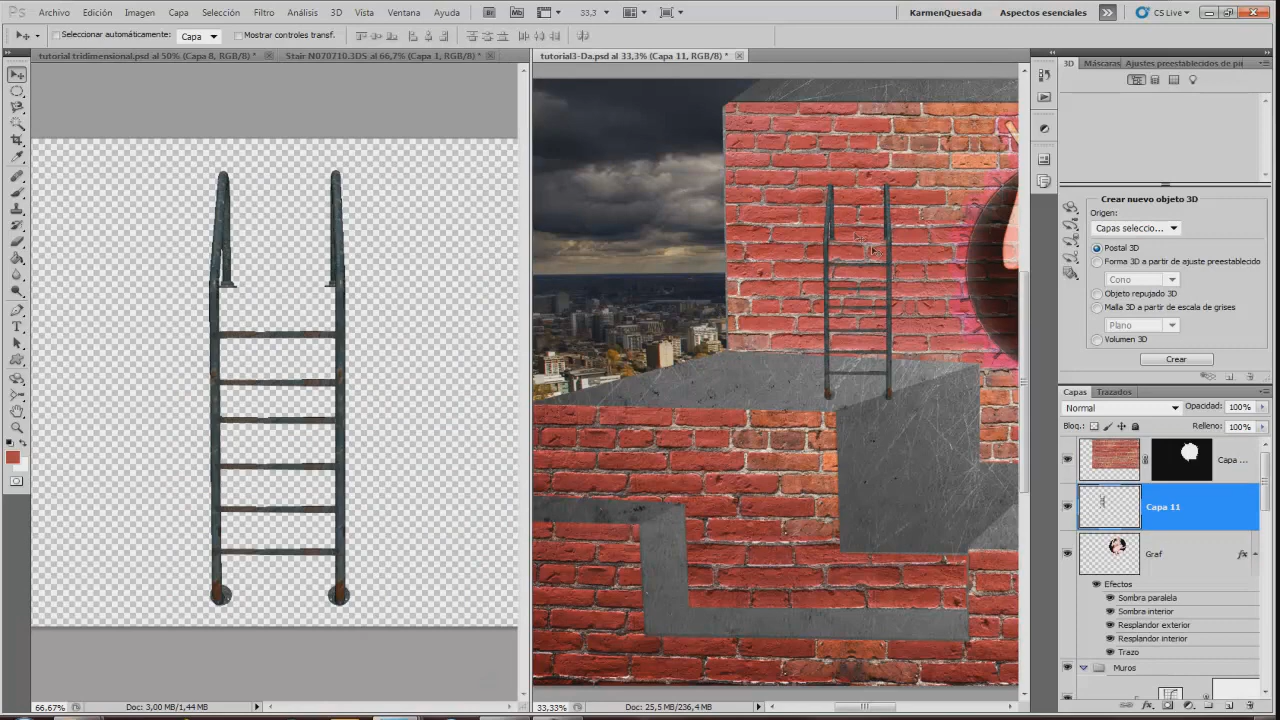 Ps Archivo Edición Imagen Capa Selección Filtro Análisis 3D Vista Ventana Ayuda Br Mb 33,3 KarmenQuesada Aspectos esenciales CS Live
Seleccionar automáticamente: Capa Mostrar controles transf.
tutorial tridimensional.psd al 50% (Capa 8, RGB/8) * Stair N070710.3DS al 66,7% (Capa 1, RGB/8) * tutorial3-Da.psd al 33,3% (Capa 11, RGB/8) *
3D Máscaras Ajustes preestablecidos de pi
Crear nuevo objeto 3D
Origen:
Capas seleccio...
Postal 3D
Forma 3D a partir de ajuste preestablecido
Cono
Objeto repujado 3D
Malla 3D a partir de escala de grises
Plano
Volumen 3D
Crear
Capas Trazados
Normal Opacidad: 100%
Bloq.: Relleno: 100%
Capa ...
Capa 11
Graf fx
Efectos
Sombra paralela
Sombra interior
Resplandor exterior
Resplandor interior
Trazo
Muros
66.67% Doc: 3,00 MB/1,44 MB 33,33% Doc: 25,5 MB/236,4 MB